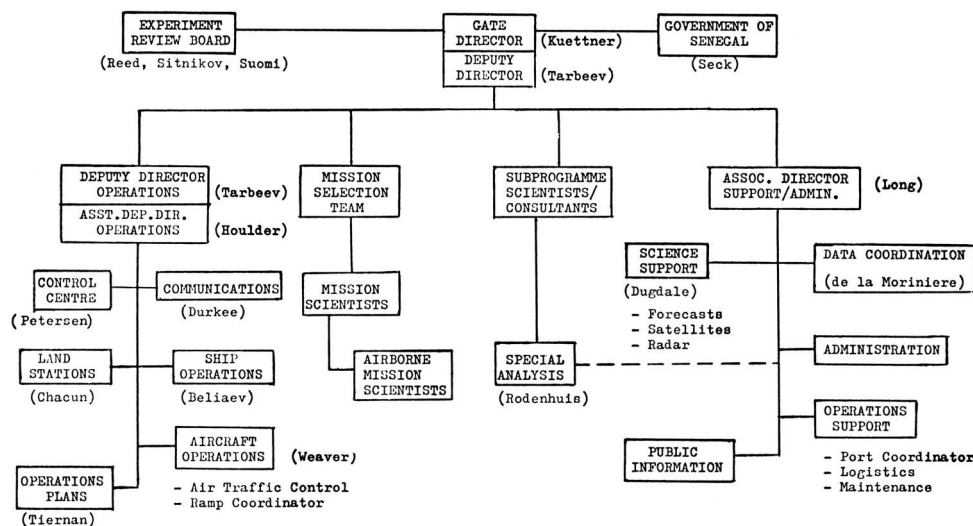 EXPERIMENT
REVIEW BOARD
(Reed, Sitnikov, Suomi)
GATE
DIRECTOR
(Kuettner)
DEPUTY
DIRECTOR
(Tarbeev)
GOVERNMENT OF
SENEGAL
(Seck)
DEPUTY DIRECTOR
OPERATIONS
(Tarbeev)
ASST.DEP.DIR.
OPERATIONS
(Houlder)
MISSION
SELECTION
TEAM
SUBPROGRAMME
SCIENTISTS/
CONSULTANTS
ASSOC. DIRECTOR
SUPPORT/ADMIN.
(Long)
CONTROL
CENTRE
(Petersen)
COMMUNICATIONS
(Durkee)
MISSION
SCIENTISTS
SCIENCE
SUPPORT
(Dugdale)
- Forecasts
- Satellites
- Radar
DATA COORDINATION
(de la Moriniere)
LAND
STATIONS
(Chacun)
SHIP
OPERATIONS
(Beliaev)
AIRBORNE
MISSION
SCIENTISTS
SPECIAL
ANALYSIS
(Rodenhuis)
ADMINISTRATION
AIRCRAFT
OPERATIONS
(Weaver)
- Air Traffic Control
- Ramp Coordinator
OPERATIONS
PLANS
(Tiernan)
PUBLIC
INFORMATION
OPERATIONS
SUPPORT
- Port Coordinator
- Logistics
- Maintenance